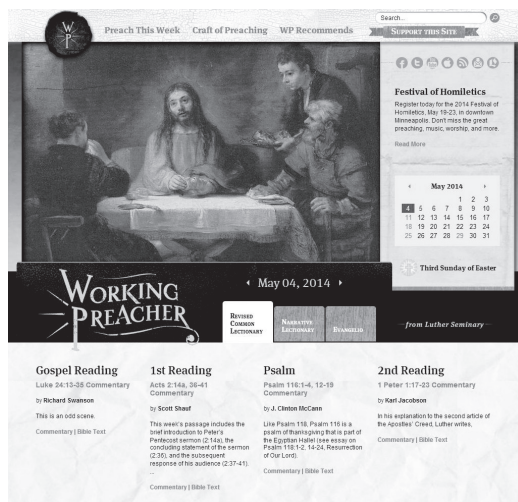 Search...
W P
Preach This Week Craft of Preaching WP Recommends
SUPPORT THIS SITE
Festival of Homiletics
Register today for the 2014 Festival of
Homiletics, May 19-23, in downtown
Minneapolis. Don't miss the great
preaching, music, worship, and more.
Read More
May 2014
1 2 3
4 5 6 7 8 9 10
11 12 13 14 15 16 17
18 19 20 21 22 23 24
25 26 27 28 29 30 31
Third Sunday of Easter
WORKING
PREACHER
May 04, 2014
REVISED
COMMON
LECTIONARY
NARRATIVE
LECTIONARY
EVANGELIO
from Luther Seminary
Gospel Reading
Luke 24:13-35 Commentary
by Richard Swanson
This is an odd scene.
Commentary | Bible Text
1st Reading
Acts 2:14a, 36-41
Commentary
by Scott Shauf
This week's passage includes the
brief introduction to Peter's
Pentecost sermon (2:14a), the
concluding statement of the sermon
(2:36), and the subsequent
response of his audience (2:37-41).
...
Commentary | Bible Text
Psalm
Psalm 116:1-4, 12-19
Commentary
by J. Clinton McCann
Like Psalm 118, Psalm 116 is a
psalm of thanksgiving that is part of
the Egyptian Hallel (see essay on
Psalm 118:1-2, 14-24, Resurrection
of Our Lord).
Commentary | Bible Text
2nd Reading
1 Peter 1:17-23 Commentary
by Karl Jacobson
In his explanation to the second article of
the Apostles' Creed, Luther writes,
Commentary | Bible Text